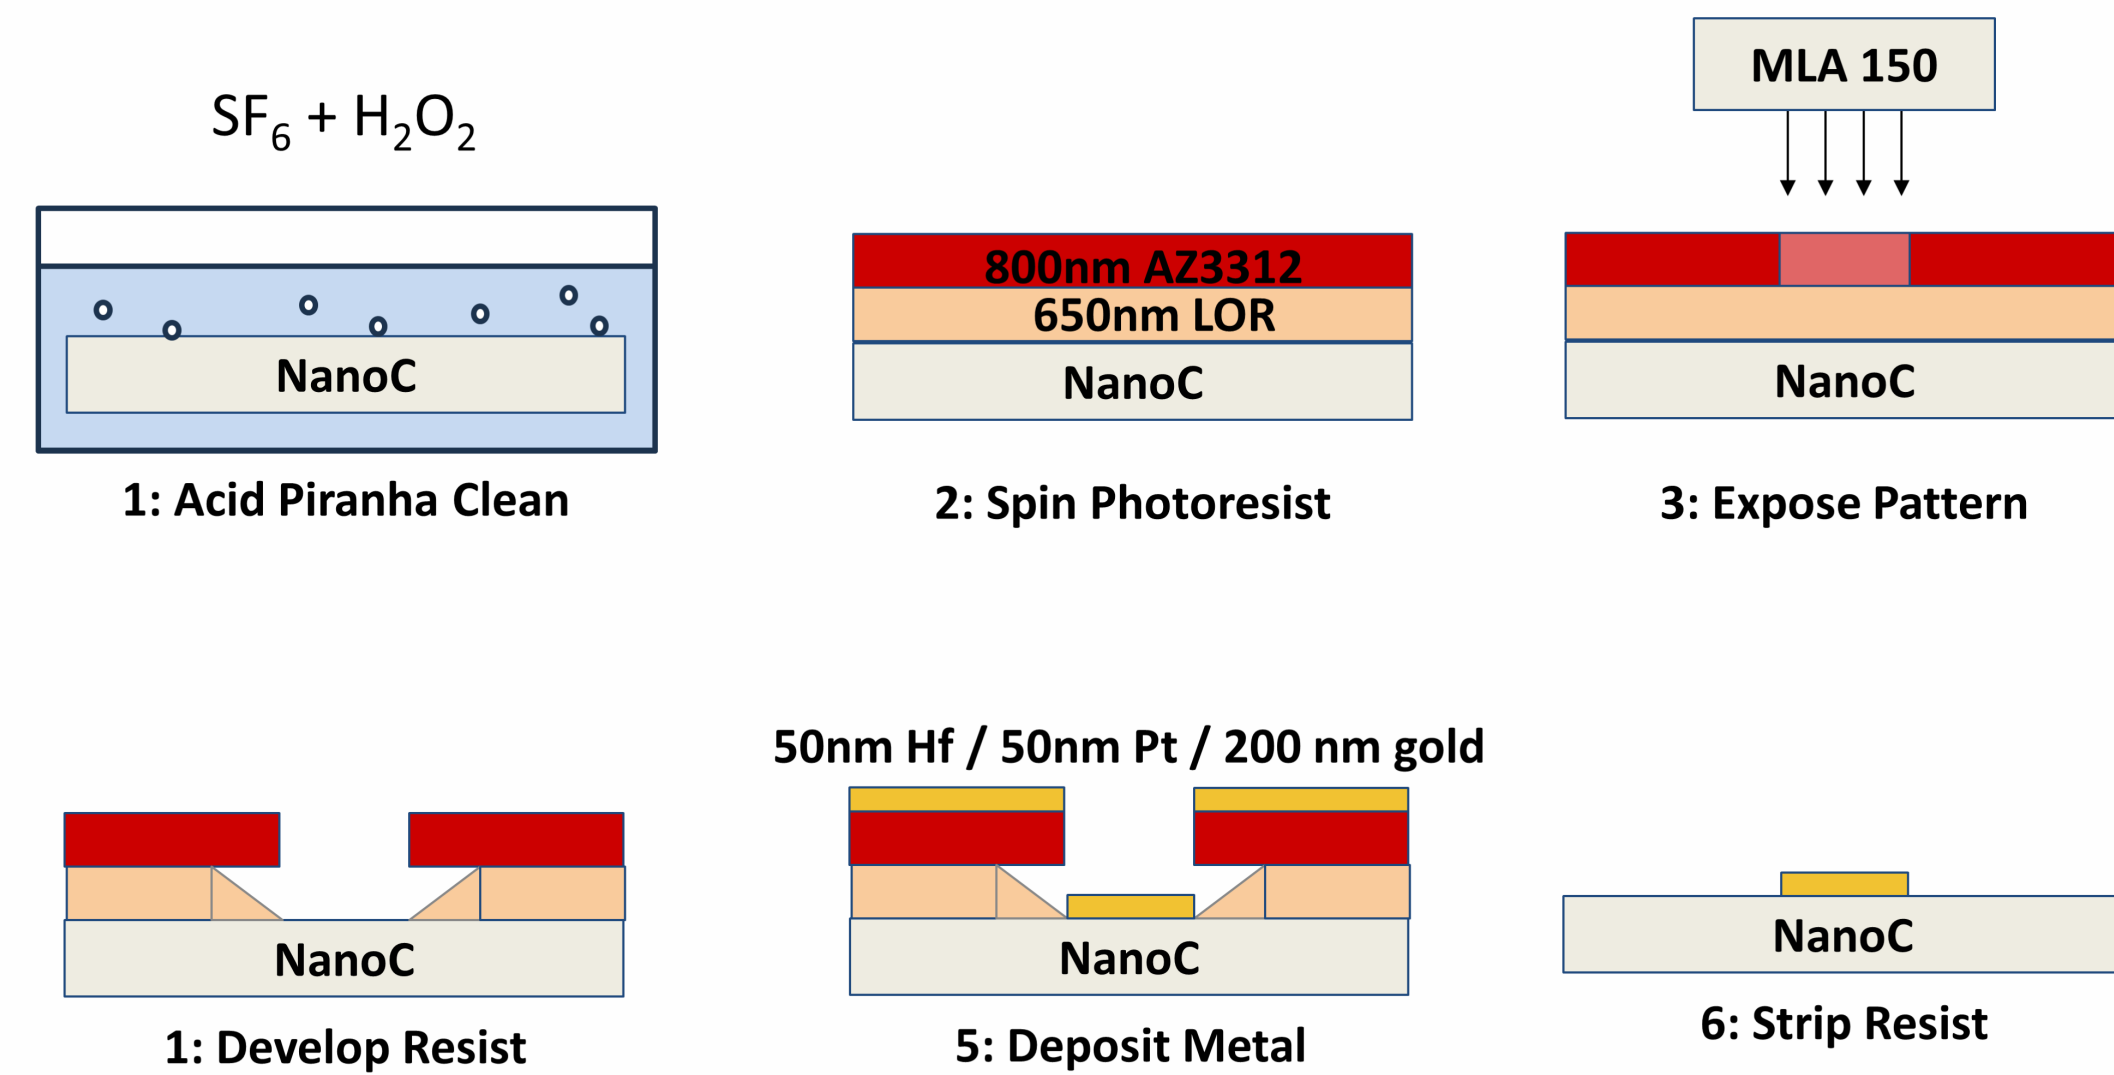 MLA 150
SF₆ + H₂O₂
800nm AZ3312
650nm LOR
NanoC
NanoC
NanoC
1: Acid Piranha Clean
2: Spin Photoresist
3: Expose Pattern
50nm Hf / 50nm Pt / 200 nm gold
NanoC
NanoC
NanoC
1: Develop Resist
5: Deposit Metal
6: Strip Resist